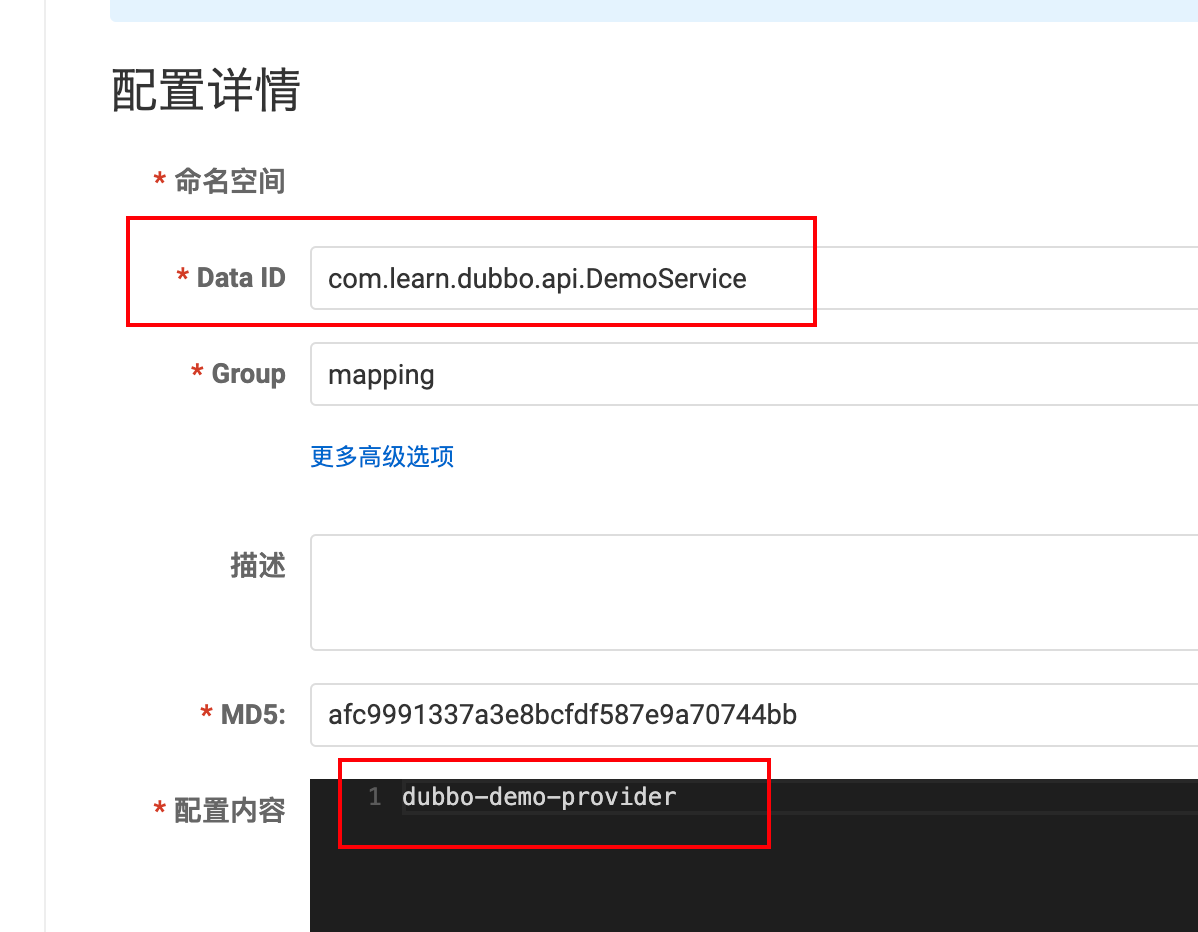 配置详情
* 命名空间
* Data ID com.learn.dubbo.api.DemoService
* Group mapping
更多高级选项
描述
* MD5: afc9991337a3e8bcfdf587e9a70744bb
* 配置内容 1 dubbo-demo-provider